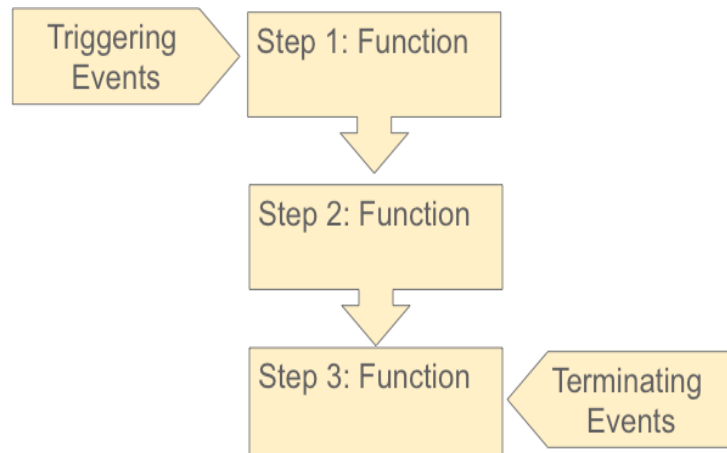 Triggering
Events
Step 1: Function
Step 2: Function
Step 3: Function
Terminating
Events